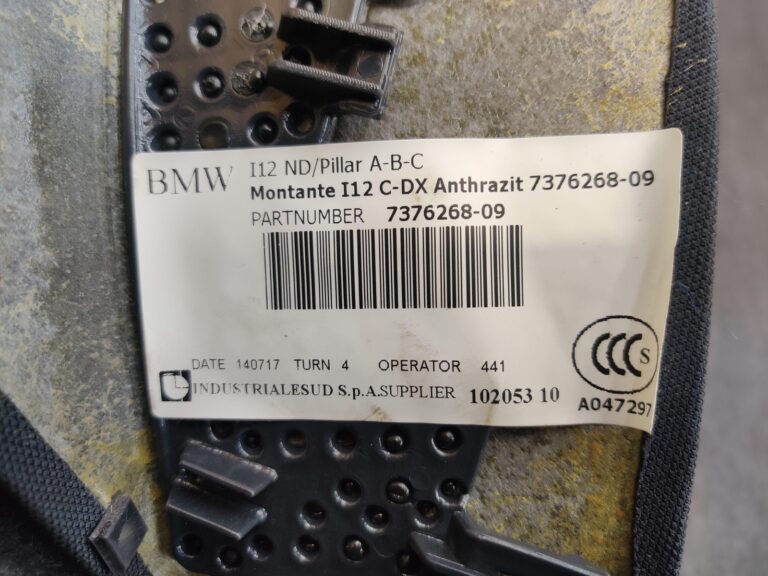 BMW
I12 ND/Pillar A-B-C
Montante I12 C-DX Anthrazit 7376268-09
PARTNUMBER 7376268-09
DATE 140717 TURN 4 OPERATOR 441
INDUSTRIALESUD S.p.A.SUPPLIER 102053 10
CCC S
A047297